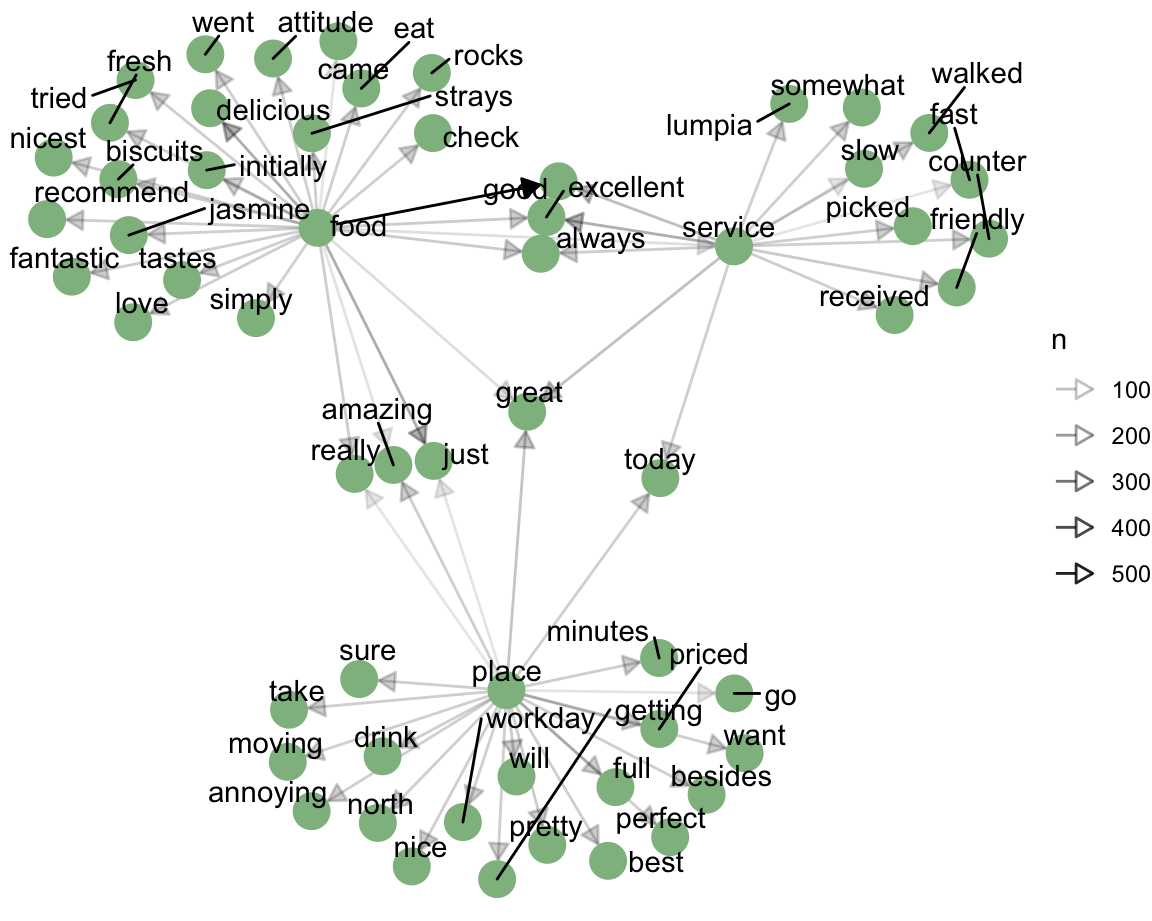 went
attitude
eat
fresh
came
rocks
tried
delicious
strays
nicest
biscuits
initially
check
recommend
jasmine
food
fantastic
tastes
love
simply
good
excellent
always
service
somewhat
walked
lumpia
fast
slow
counter
picked
friendly
received
great
amazing
really
just
today
n
100
200
300
400
500
minutes
sure
place
priced
take
workday
getting
go
moving
drink
will
want
full
besides
annoying
north
pretty
perfect
nice
best